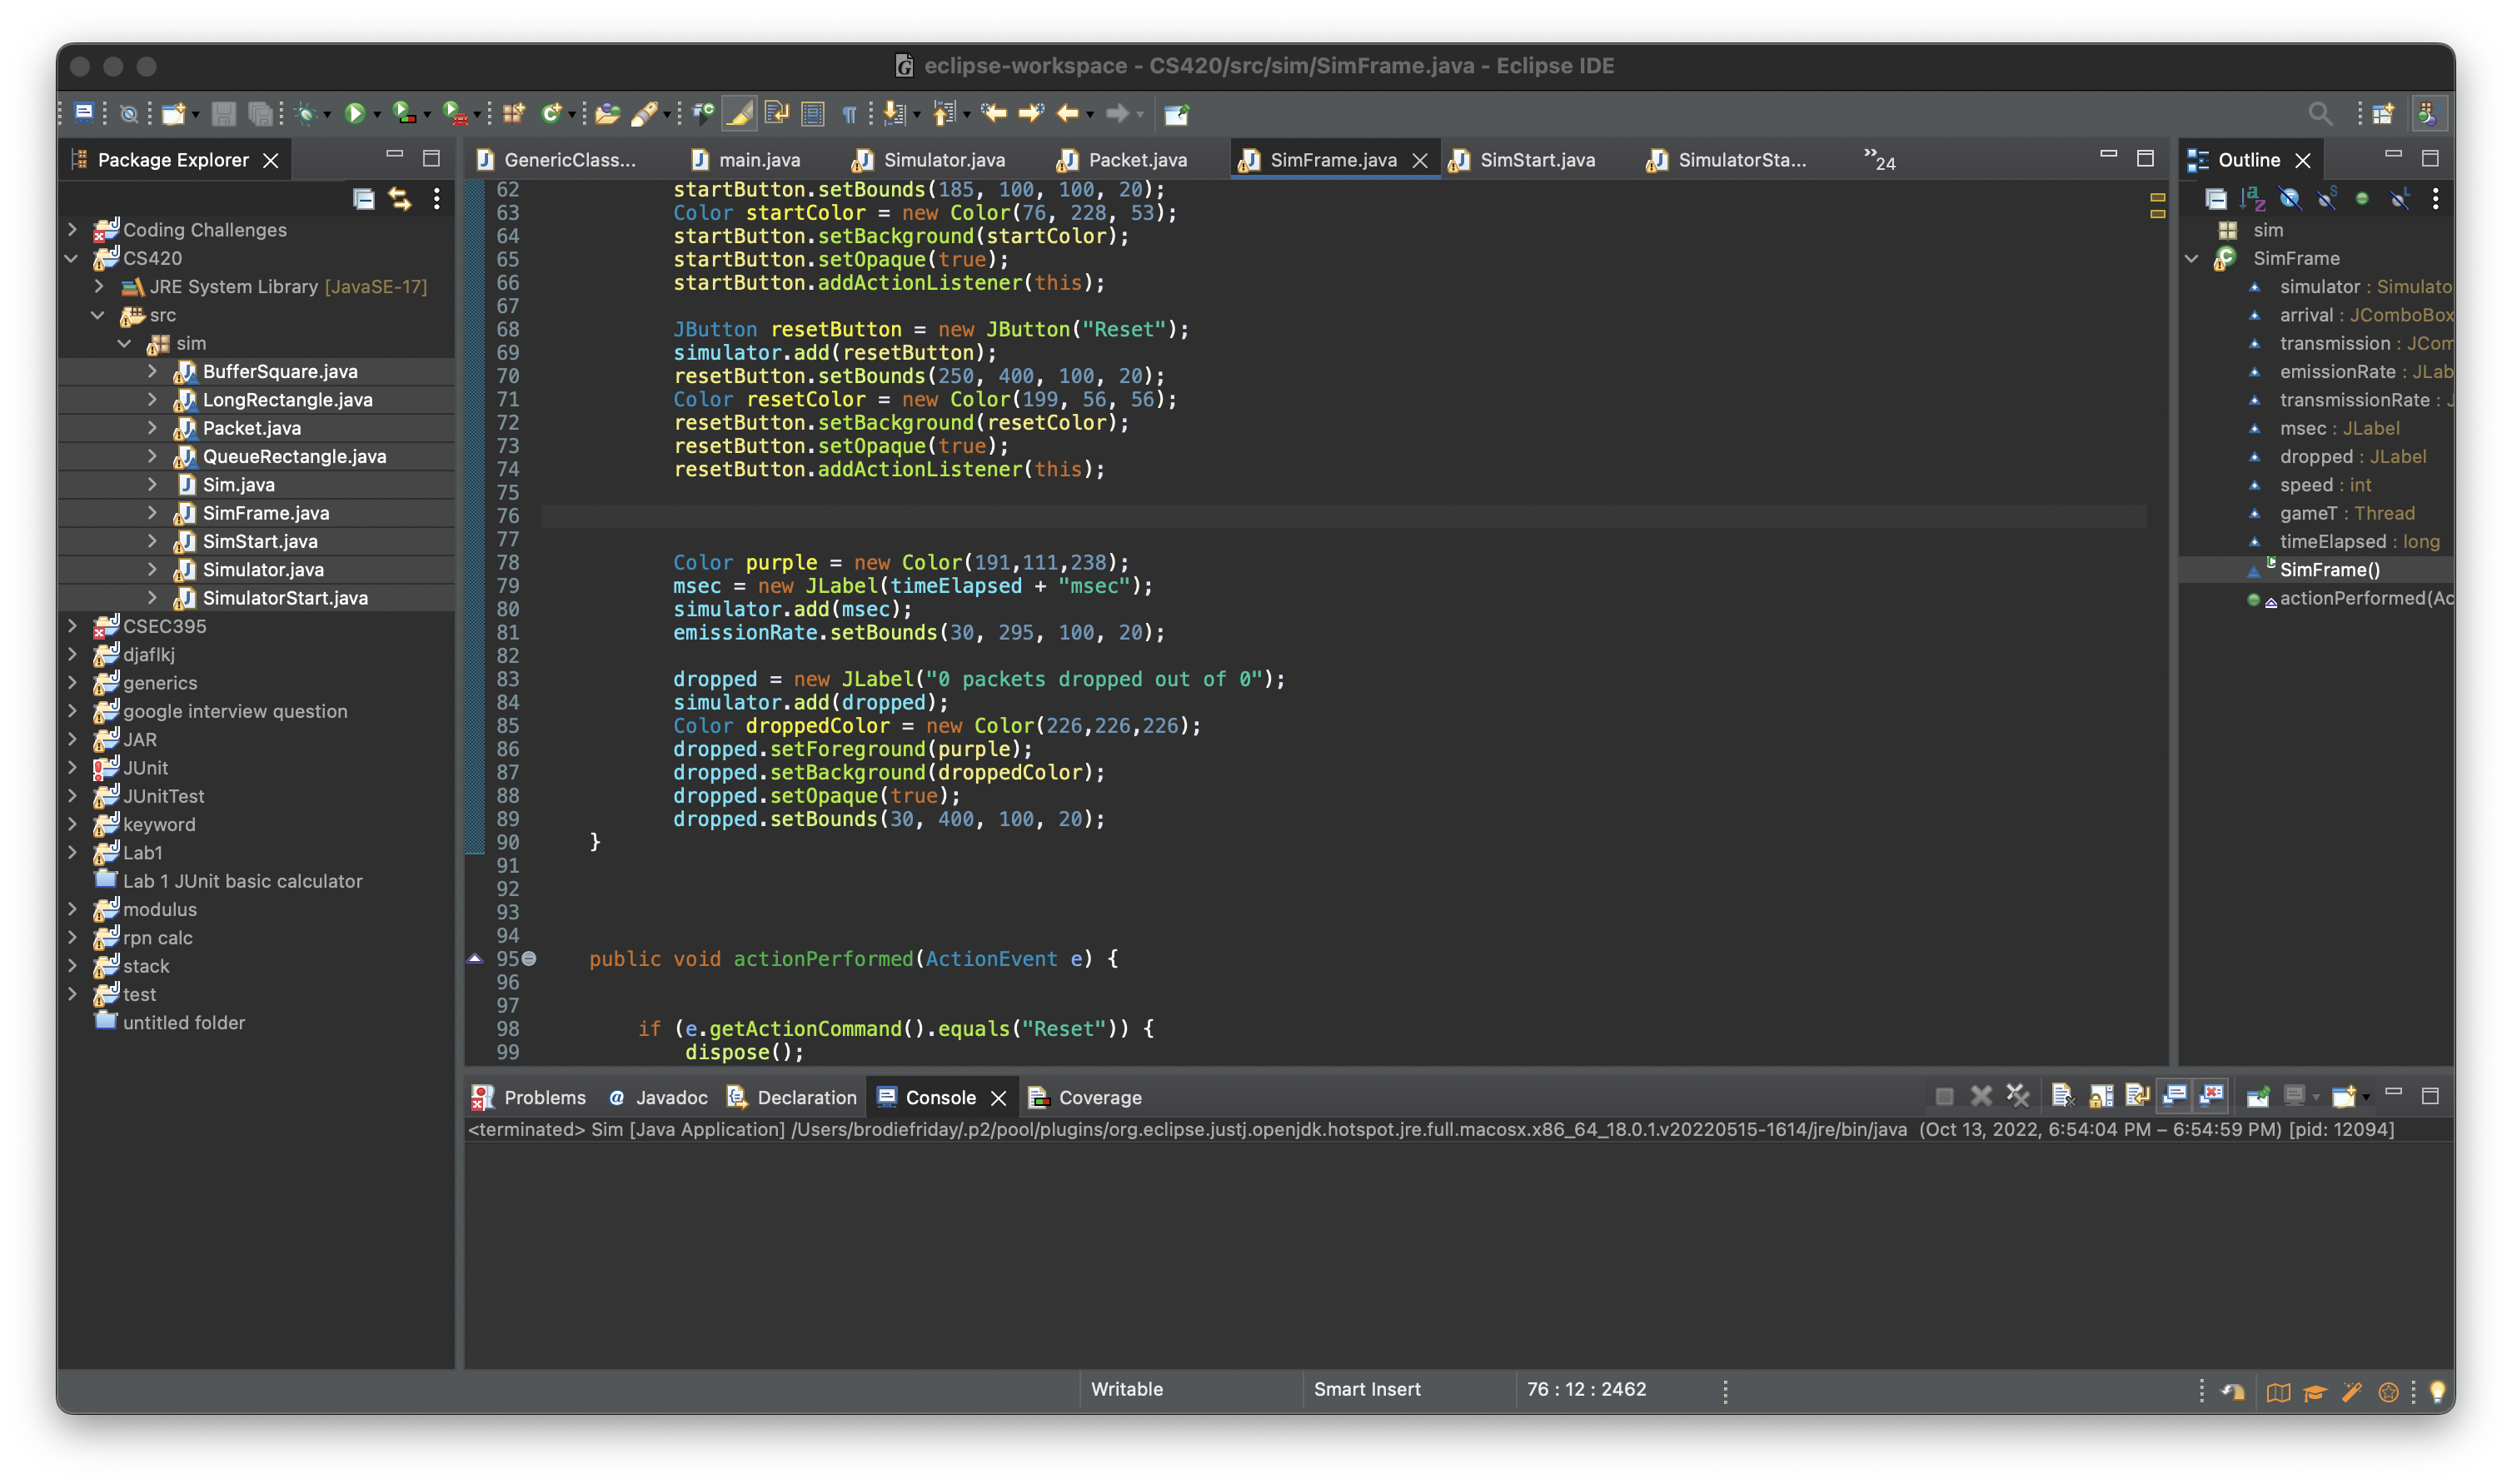 eclipse-workspace - CS420/src/sim/SimFrame.java - Eclipse IDE
Package Explorer
Coding Challenges
CS420
JRE System Library [JavaSE-17]
src
sim
BufferSquare.java
LongRectangle.java
Packet.java
QueueRectangle.java
Sim.java
SimFrame.java
SimStart.java
Simulator.java
SimulatorStart.java
CSEC395
djaflkj
generics
google interview question
JAR
JUnit
JUnitTest
keyword
Lab1
Lab 1 JUnit basic calculator
modulus
rpn calc
stack
test
untitled folder
GenericClass... main.java Simulator.java Packet.java SimFrame.java SimStart.java SimulatorSta... »24
62 startButton.setBounds(185, 100, 100, 20);
63 Color startColor = new Color(76, 228, 53);
64 startButton.setBackground(startColor);
65 startButton.setOpaque(true);
66 startButton.addActionListener(this);
67
68 JButton resetButton = new JButton("Reset");
69 simulator.add(resetButton);
70 resetButton.setBounds(250, 400, 100, 20);
71 Color resetColor = new Color(199, 56, 56);
72 resetButton.setBackground(resetColor);
73 resetButton.setOpaque(true);
74 resetButton.addActionListener(this);
75
76
77
78 Color purple = new Color(191,111,238);
79 msec = new JLabel(timeElapsed + "msec");
80 simulator.add(msec);
81 emissionRate.setBounds(30, 295, 100, 20);
82
83 dropped = new JLabel("0 packets dropped out of 0");
84 simulator.add(dropped);
85 Color droppedColor = new Color(226,226,226);
86 dropped.setForeground(purple);
87 dropped.setBackground(droppedColor);
88 dropped.setOpaque(true);
89 dropped.setBounds(30, 400, 100, 20);
90 }
91
92
93
94
95 public void actionPerformed(ActionEvent e) {
96
97
98 if (e.getActionCommand().equals("Reset")) {
99 dispose();
Outline
sim
SimFrame
simulator : Simulato
arrival : JComboBox
transmission : JCom
emissionRate : JLab
transmissionRate : J
msec : JLabel
dropped : JLabel
speed : int
gameT : Thread
timeElapsed : long
SimFrame()
actionPerformed(Ac
Problems @ Javadoc Declaration Console Coverage
<terminated> Sim [Java Application] /Users/brodiefriday/.p2/pool/plugins/org.eclipse.justj.openjdk.hotspot.jre.full.macosx.x86_64_18.0.1.v20220515-1614/jre/bin/java (Oct 13, 2022, 6:54:04 PM – 6:54:59 PM) [pid: 12094]
Writable Smart Insert 76 : 12 : 2462